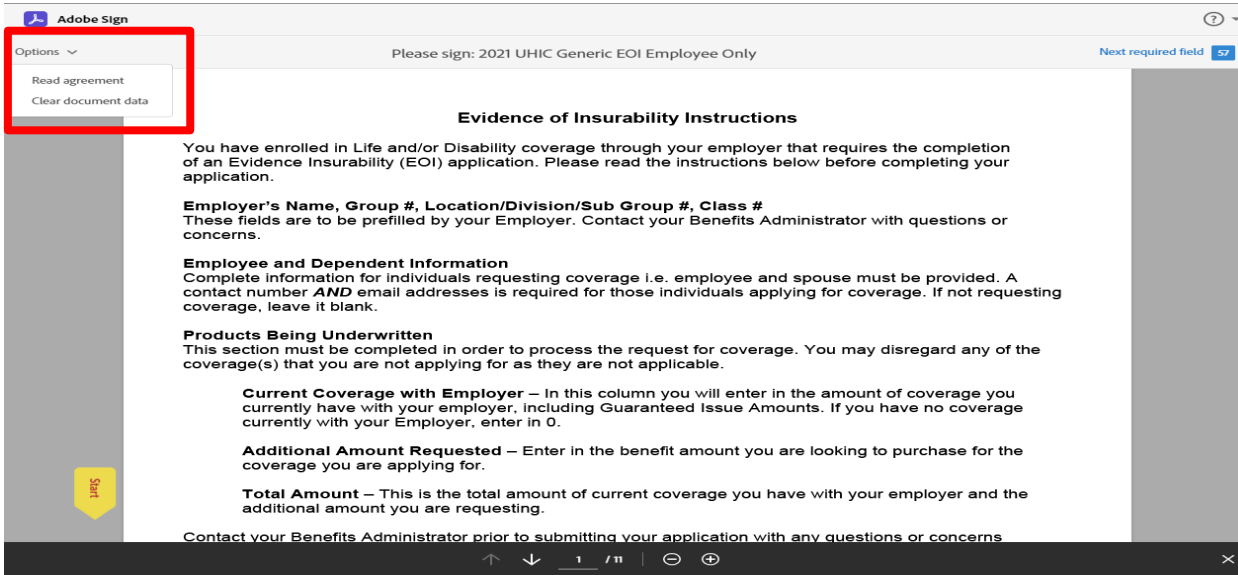 Adobe Sign
?
Options
Please sign: 2021 UHIC Generic EOI Employee Only
Next required field 57
Read agreement
Clear document data
Evidence of Insurability Instructions
You have enrolled in Life and/or Disability coverage through your employer that requires the completion
of an Evidence Insurability (EOI) application. Please read the instructions below before completing your
application.
Employer's Name, Group #, Location/Division/Sub Group #, Class #
These fields are to be prefilled by your Employer. Contact your Benefits Administrator with questions or
concerns.
Employee and Dependent Information
Complete information for individuals requesting coverage i.e. employee and spouse must be provided. A
contact number AND email addresses is required for those individuals applying for coverage. If not requesting
coverage, leave it blank.
Products Being Underwritten
This section must be completed in order to process the request for coverage. You may disregard any of the
coverage(s) that you are not applying for as they are not applicable.
Current Coverage with Employer – In this column you will enter in the amount of coverage you
currently have with your employer, including Guaranteed Issue Amounts. If you have no coverage
currently with your Employer, enter in 0.
Additional Amount Requested – Enter in the benefit amount you are looking to purchase for the
coverage you are applying for.
Start
Total Amount – This is the total amount of current coverage you have with your employer and the
additional amount you are requesting.
Contact your Benefits Administrator prior to submitting your application with any questions or concerns
1 / 11